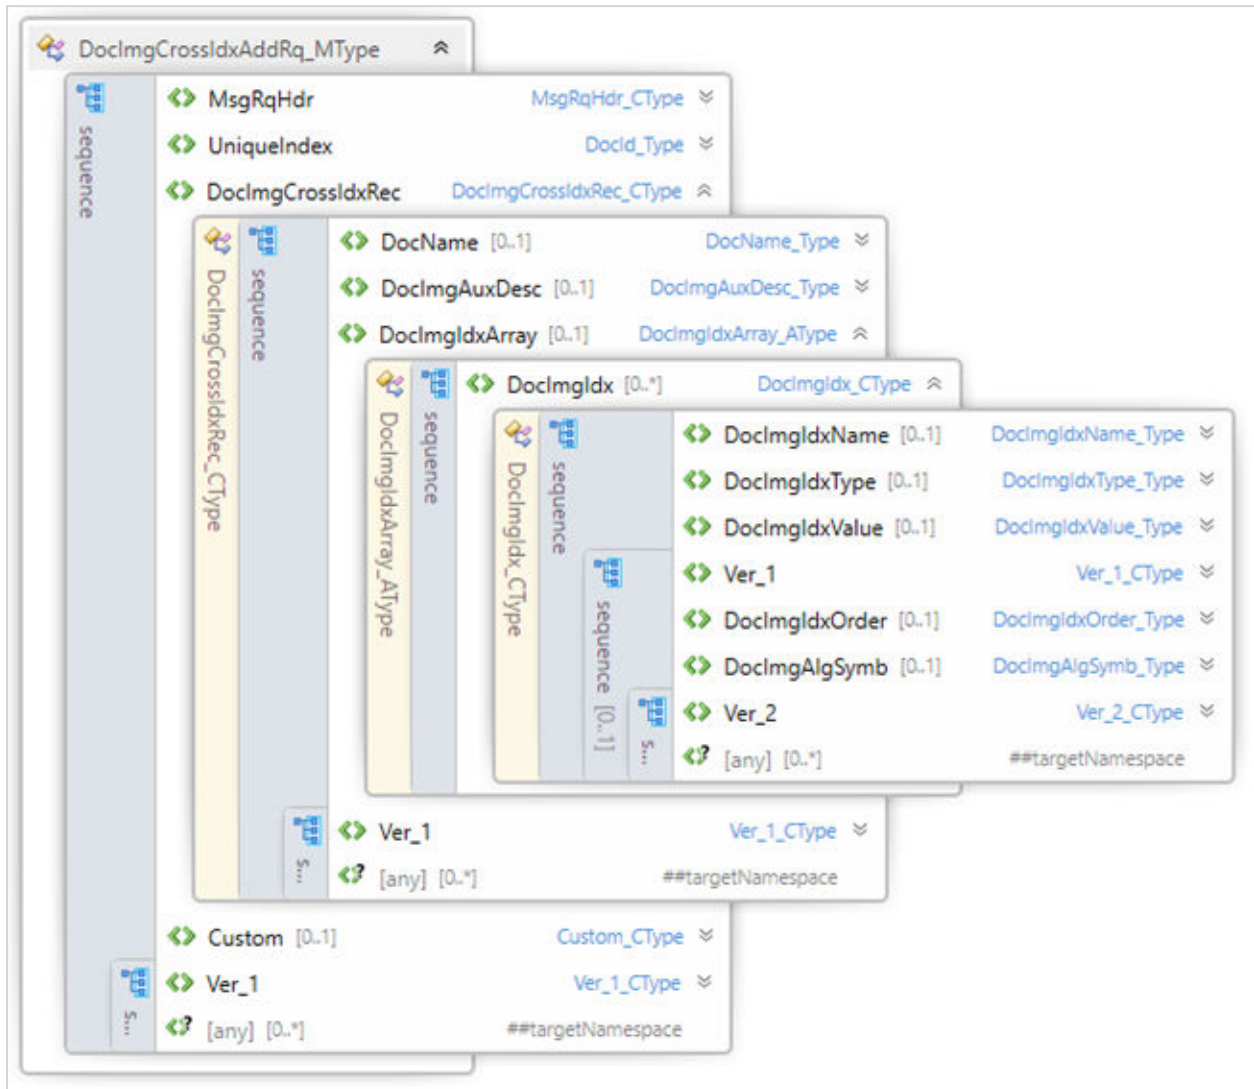 DocImgCrossIdxAddRq_MType
sequence
MsgRqHdr MsgRqHdr_CType
UniqueIndex DocId_Type
DocImgCrossIdxRec DocImgCrossIdxRec_CType
DocImgCrossIdxRec_CType
sequence
DocName [0..1] DocName_Type
DocImgAuxDesc [0..1] DocImgAuxDesc_Type
DocImgIdxArray [0..1] DocImgIdxArray_AType
DocImgIdxArray_AType
sequence
DocImgIdx [0..*] DocImgIdx_CType
DocImgIdx_CType
sequence
DocImgIdxName [0..1] DocImgIdxName_Type
DocImgIdxType [0..1] DocImgIdxType_Type
DocImgIdxValue [0..1] DocImgIdxValue_Type
sequence [0..1]
Ver_1 Ver_1_CType
DocImgIdxOrder [0..1] DocImgIdxOrder_Type
DocImgAlgSymb [0..1] DocImgAlgSymb_Type
s...
Ver_2 Ver_2_CType
[any] [0..*] ##targetNamespace
s...
Ver_1 Ver_1_CType
[any] [0..*] ##targetNamespace
Custom [0..1] Custom_CType
s...
Ver_1 Ver_1_CType
[any] [0..*] ##targetNamespace